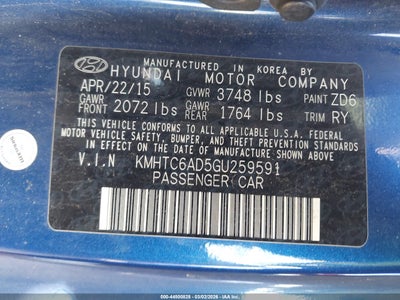 MANUFACTURED IN KOREA BY
HYUNDAI MOTOR COMPANY
APR/22/15 GVWR 3748 lbs PAINT ZD6
GAWR FRONT 2072 lbs GAWR REAR 1764 lbs TRIM RY
THIS VEHICLE CONFORMS TO ALL APPLICABLE U.S.A. FEDERAL
MOTOR VEHICLE SAFETY, BUMPER, AND THEFT PREVENTION STANDARDS
IN EFFECT ON THE DATE OF MANUFACTURE SHOWN ABOVE.
V.I.N KMHTC6AD5GU259591
PASSENGER CAR